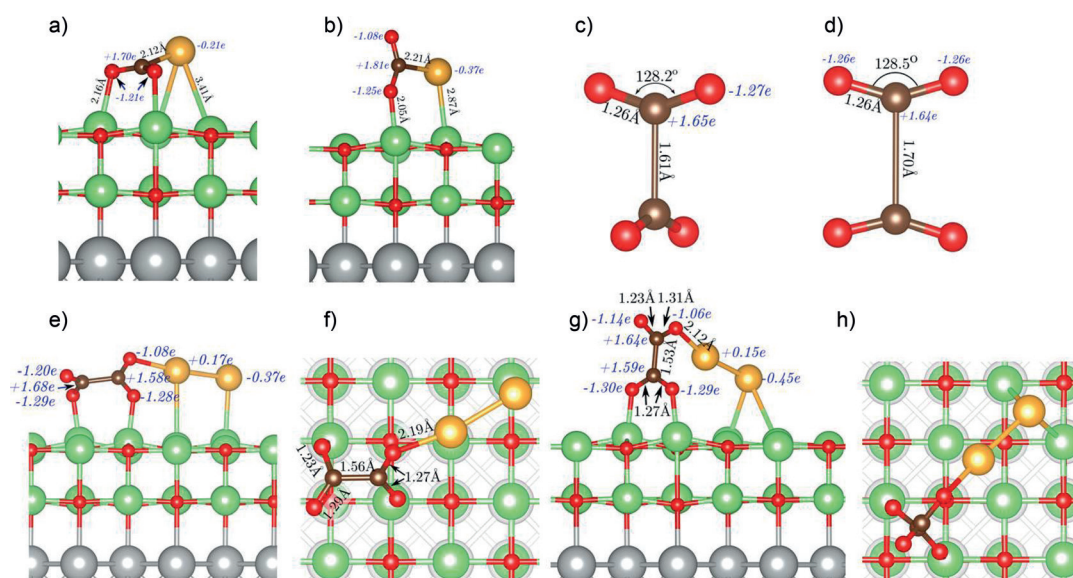 a)
2.12Å
-0.21e
+1.70e
2.16Å
-1.21e
3.41Å
b)
-1.08e
2.21Å
+1.81e
-0.37e
-1.25e
2.05Å
2.87Å
c)
128.2°
-1.27e
1.26Å
+1.65e
1.61Å
d)
-1.26e
128.5°
-1.26e
1.26Å
+1.64e
1.70Å
e)
-1.08e
+0.17e
-1.20e
+1.68e
+1.58e
-0.37e
-1.29e
-1.28e
f)
2.19Å
1.23Å
1.56Å
1.27Å
1.29Å
g)
1.23Å
1.31Å
-1.14e
-1.06e
2.12Å
+1.64e
+0.15e
+1.59e
1.53Å
-0.45e
-1.30e
-1.29e
1.27Å
h)